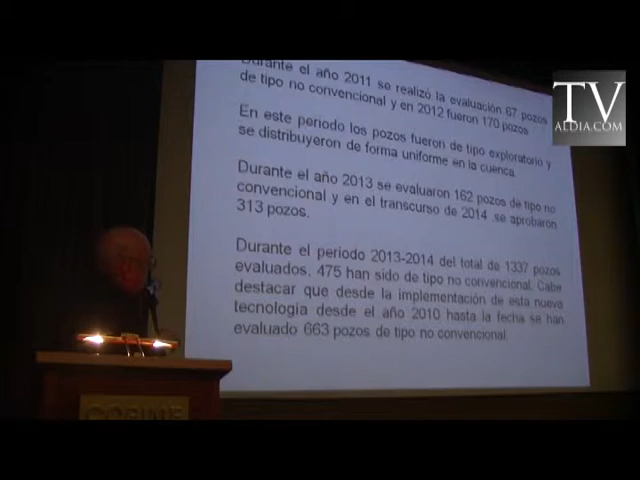 Durante el año 2011 se realizó la evaluación 67 pozos
de tipo no convencional y en 2012 fueron 170 pozos
En este periodo los pozos fueron de tipo exploratorio y
se distribuyeron de forma uniforme en la cuenca.
Durante el año 2013 se evaluaron 162 pozos de tipo no
convencional y en el transcurso de 2014 ,se aprobaron
313 pozos.
Durante el periodo 2013-2014 del total de 1337 pozos
evaluados, 475 han sido de tipo no convencional. Cabe
destacar que desde la implementación de esta nueva
tecnología desde el año 2010 hasta la fecha se han
evaluado 663 pozos de tipo no convencional.
TV
ALDIA.COM